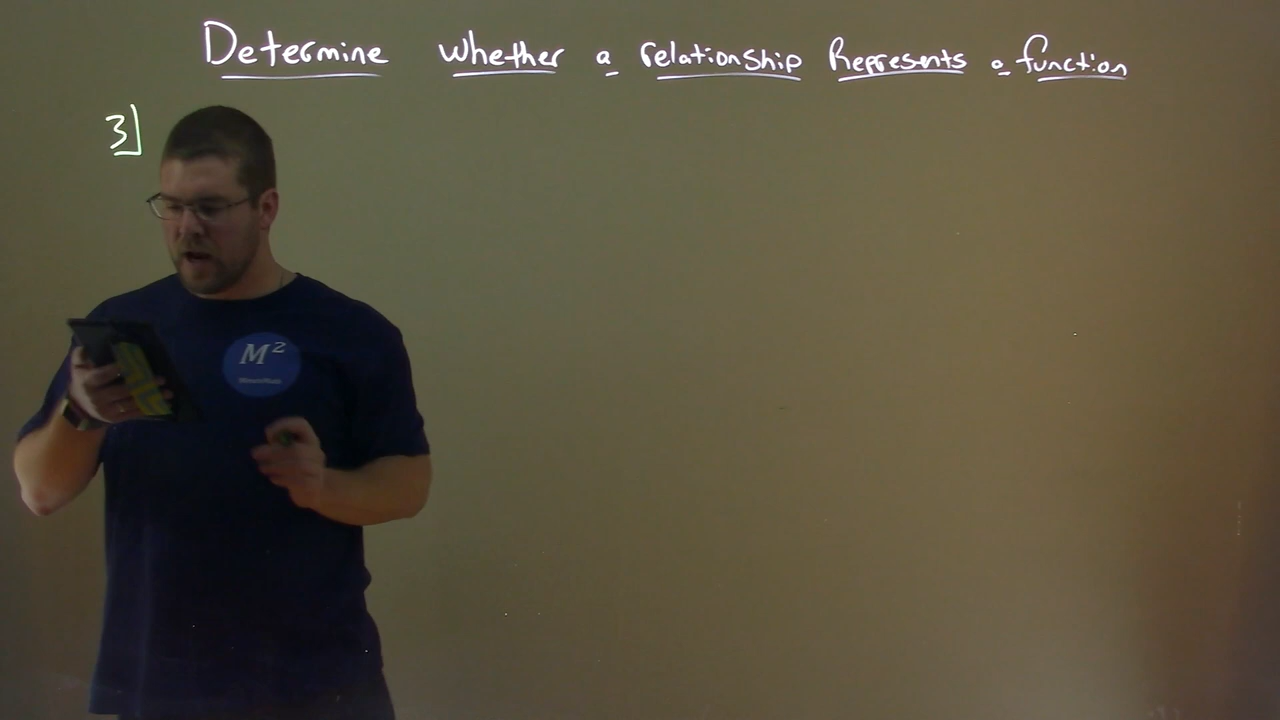 Determine whether a relationship Represents a function
3]
M²